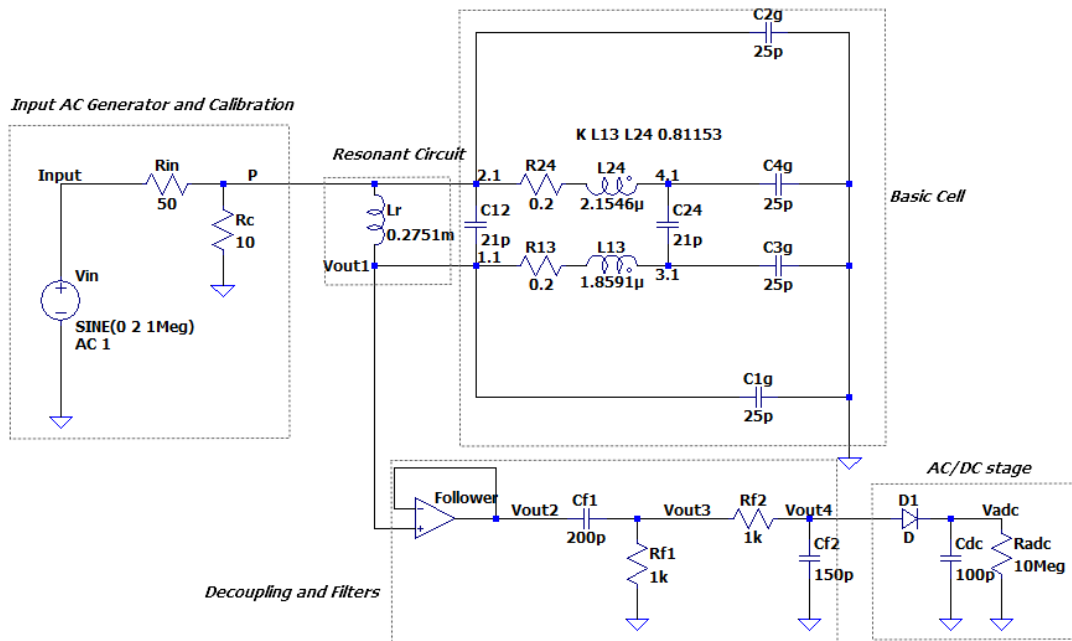 C2g
25p
Input AC Generator and Calibration
K L13 L24 0.81153
Resonant Circuit
Input
Rin
50
P
2.1
R24
0.2
L24
2.1546µ
4.1
C4g
25p
Basic Cell
Rc
10
Lr
0.2751m
C12
21p
C24
21p
Vout1
1.1
R13
0.2
L13
1.8591µ
3.1
C3g
25p
Vin
+
−
SINE(0 2 1Meg)
AC 1
C1g
25p
AC/DC stage
Follower
−
+
Vout2
Cf1
200p
Vout3
Rf2
1k
Vout4
D1
D
Vadc
Rf1
1k
Cf2
150p
Cdc
100p
Radc
10Meg
Decoupling and Filters